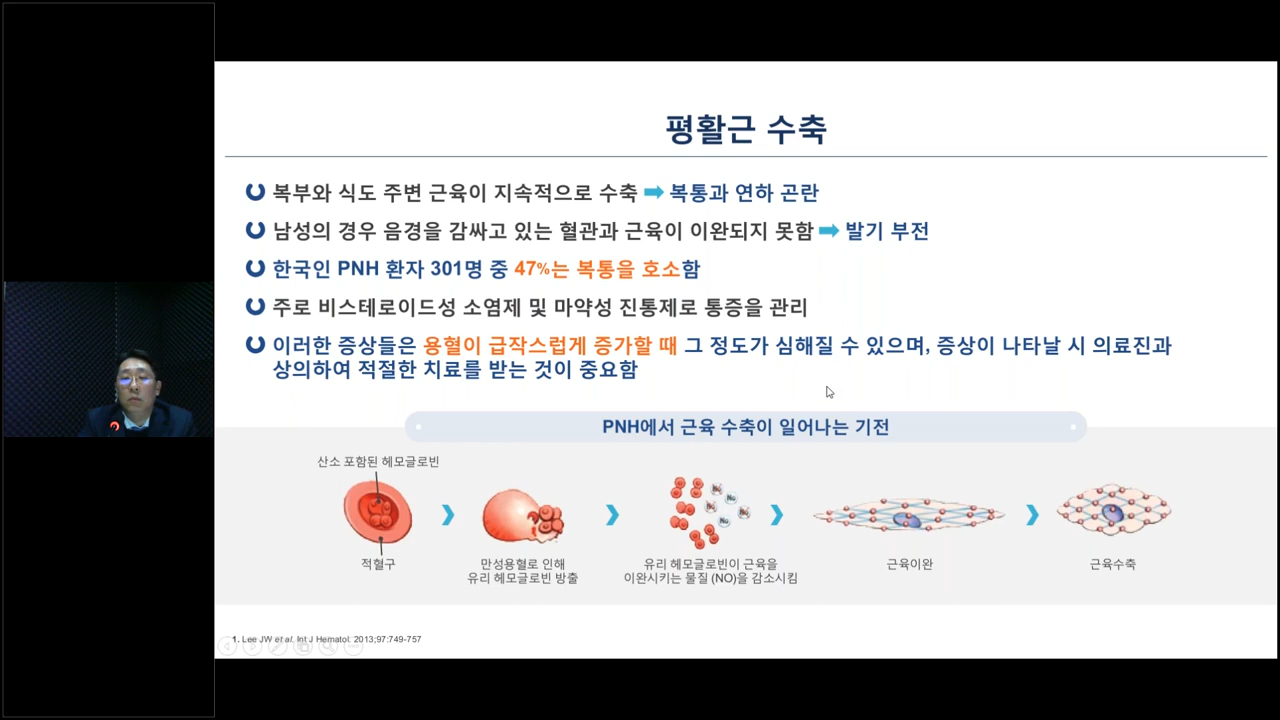 평활근 수축
복부와 식도 주변 근육이 지속적으로 수축 ➡ 복통과 연하 곤란
남성의 경우 음경을 감싸고 있는 혈관과 근육이 이완되지 못함 ➡ 발기 부전
한국인 PNH 환자 301명 중 47%는 복통을 호소함
주로 비스테로이드성 소염제 및 마약성 진통제로 통증을 관리
이러한 증상들은 용혈이 급작스럽게 증가할 때 그 정도가 심해질 수 있으며, 증상이 나타날 시 의료진과
상의하여 적절한 치료를 받는 것이 중요함
PNH에서 근육 수축이 일어나는 기전
산소 포함된 헤모글로빈
적혈구
만성용혈로 인해
유리 헤모글로빈 방출
유리 헤모글로빈이 근육을
이완시키는 물질 (NO)을 감소시킴
근육이완
근육수축
1. Lee JW et al. Int J Hematol. 2013;97:749-757